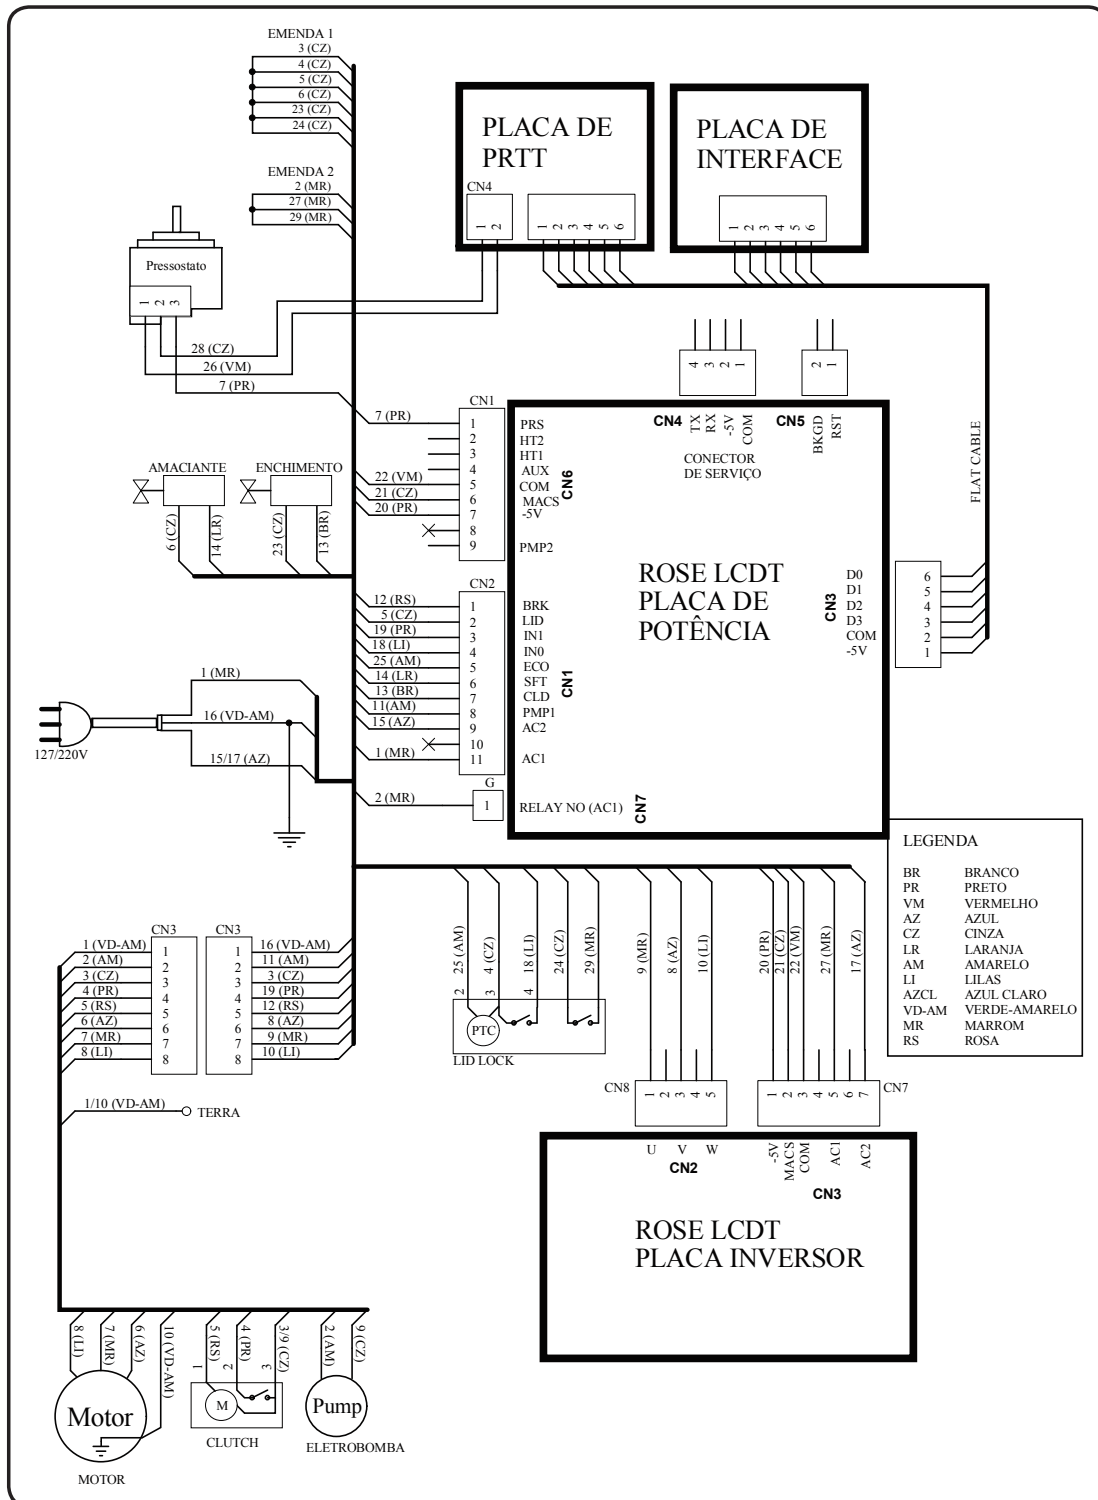 EMENDA 1
3 (CZ)
4 (CZ)
5 (CZ)
6 (CZ)
23 (CZ)
24 (CZ)
EMENDA 2
2 (MR)
27 (MR)
29 (MR)
PLACA DE
PRTT
CN4
1 2
1 2 3 4 5 6
PLACA DE
INTERFACE
1 2 3 4 5 6
Pressostato
1 2 3
28 (CZ)
26 (VM)
7 (PR)
4 3 2 1
CN4
TX
RX
-5V
COM
CONECTOR
DE SERVIÇO
2 1
CN5
BKGD
RST
FLAT CABLE
CN1
7 (PR) 1 PRS
2 HT2
3 HT1
4 AUX
22 (VM) 5 COM
21 (CZ) 6 MACS
20 (PR) 7 -5V
8
9 PMP2
CN6
AMACIANTE
6 (CZ)
14 (LR)
ENCHIMENTO
23 (CZ)
13 (BR)
CN2
12 (RS) 1 BRK
5 (CZ) 2 LID
19 (PR) 3 IN1
18 (LI) 4 IN0
25 (AM) 5 ECO
14 (LR) 6 SFT
13 (BR) 7 CLD
11(AM) 8 PMP1
15 (AZ) 9 AC2
10
1 (MR) 11 AC1
CN1
G
2 (MR) 1 RELAY NO (AC1)
CN7
ROSE LCDT
PLACA DE
POTÊNCIA
CN3
D0 6
D1 5
D2 4
D3 3
COM 2
-5V 1
1 (MR)
16 (VD-AM)
15/17 (AZ)
127/220V
LEGENDA
BR BRANCO
PR PRETO
VM VERMELHO
AZ AZUL
CZ CINZA
LR LARANJA
AM AMARELO
LI LILAS
AZCL AZUL CLARO
VD-AM VERDE-AMARELO
MR MARROM
RS ROSA
CN3
1 (VD-AM) 1
2 (AM) 2
3 (CZ) 3
4 (PR) 4
5 (RS) 5
6 (AZ) 6
7 (MR) 7
8 (LI) 8
CN3
1 16 (VD-AM)
2 11 (AM)
3 3 (CZ)
4 19 (PR)
5 12 (RS)
6 8 (AZ)
7 9 (MR)
8 10 (LI)
1/10 (VD-AM)
TERRA
25 (AM)
4 (CZ)
18 (LI)
24 (CZ)
29 (MR)
2 3 4
PTC
LID LOCK
9 (MR)
8 (AZ)
10 (LI)
20 (PR)
21 (CZ)
22 (VM)
27 (MR)
17 (AZ)
CN8
1 2 3 4 5
U V W
CN2
CN7
1 2 3 4 5 6 7
-5V
MACS
COM
AC1
AC2
CN3
ROSE LCDT
PLACA INVERSOR
8 (LI)
7 (MR)
6 (AZ)
10 (VD-AM)
Motor
MOTOR
5 (RS)
4 (PR)
3/9 (CZ)
1 2 3
M
CLUTCH
2 (AM)
9 (CZ)
Pump
ELETROBOMBA